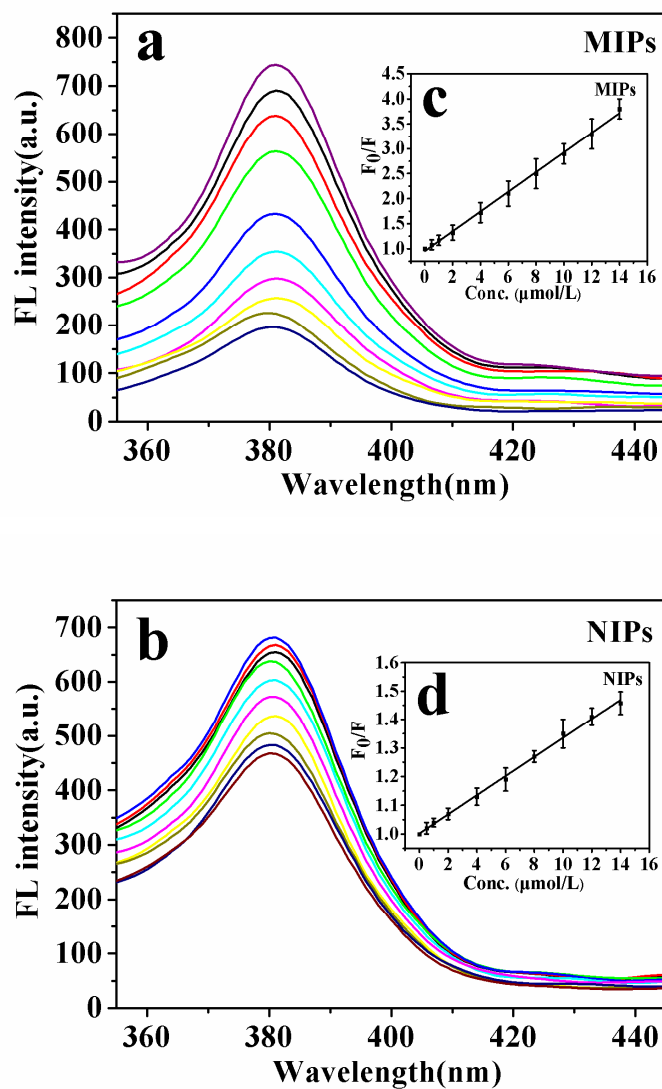 a
MIPs
800
700
600
500
400
300
200
100
0
FL intensity(a.u.)
360 380 400 420 440
Wavelength(nm)
c
MIPs
4.5
4.0
3.5
3.0
2.5
2.0
1.5
1.0
F0/F
0 2 4 6 8 10 12 14 16
Conc. (µmol/L)
b
NIPs
700
600
500
400
300
200
100
0
FL intensity(a.u.)
360 380 400 420 440
Wavelength(nm)
d
NIPs
1.6
1.5
1.4
1.3
1.2
1.1
1.0
F0/F
0 2 4 6 8 10 12 14 16
Conc. (µmol/L)